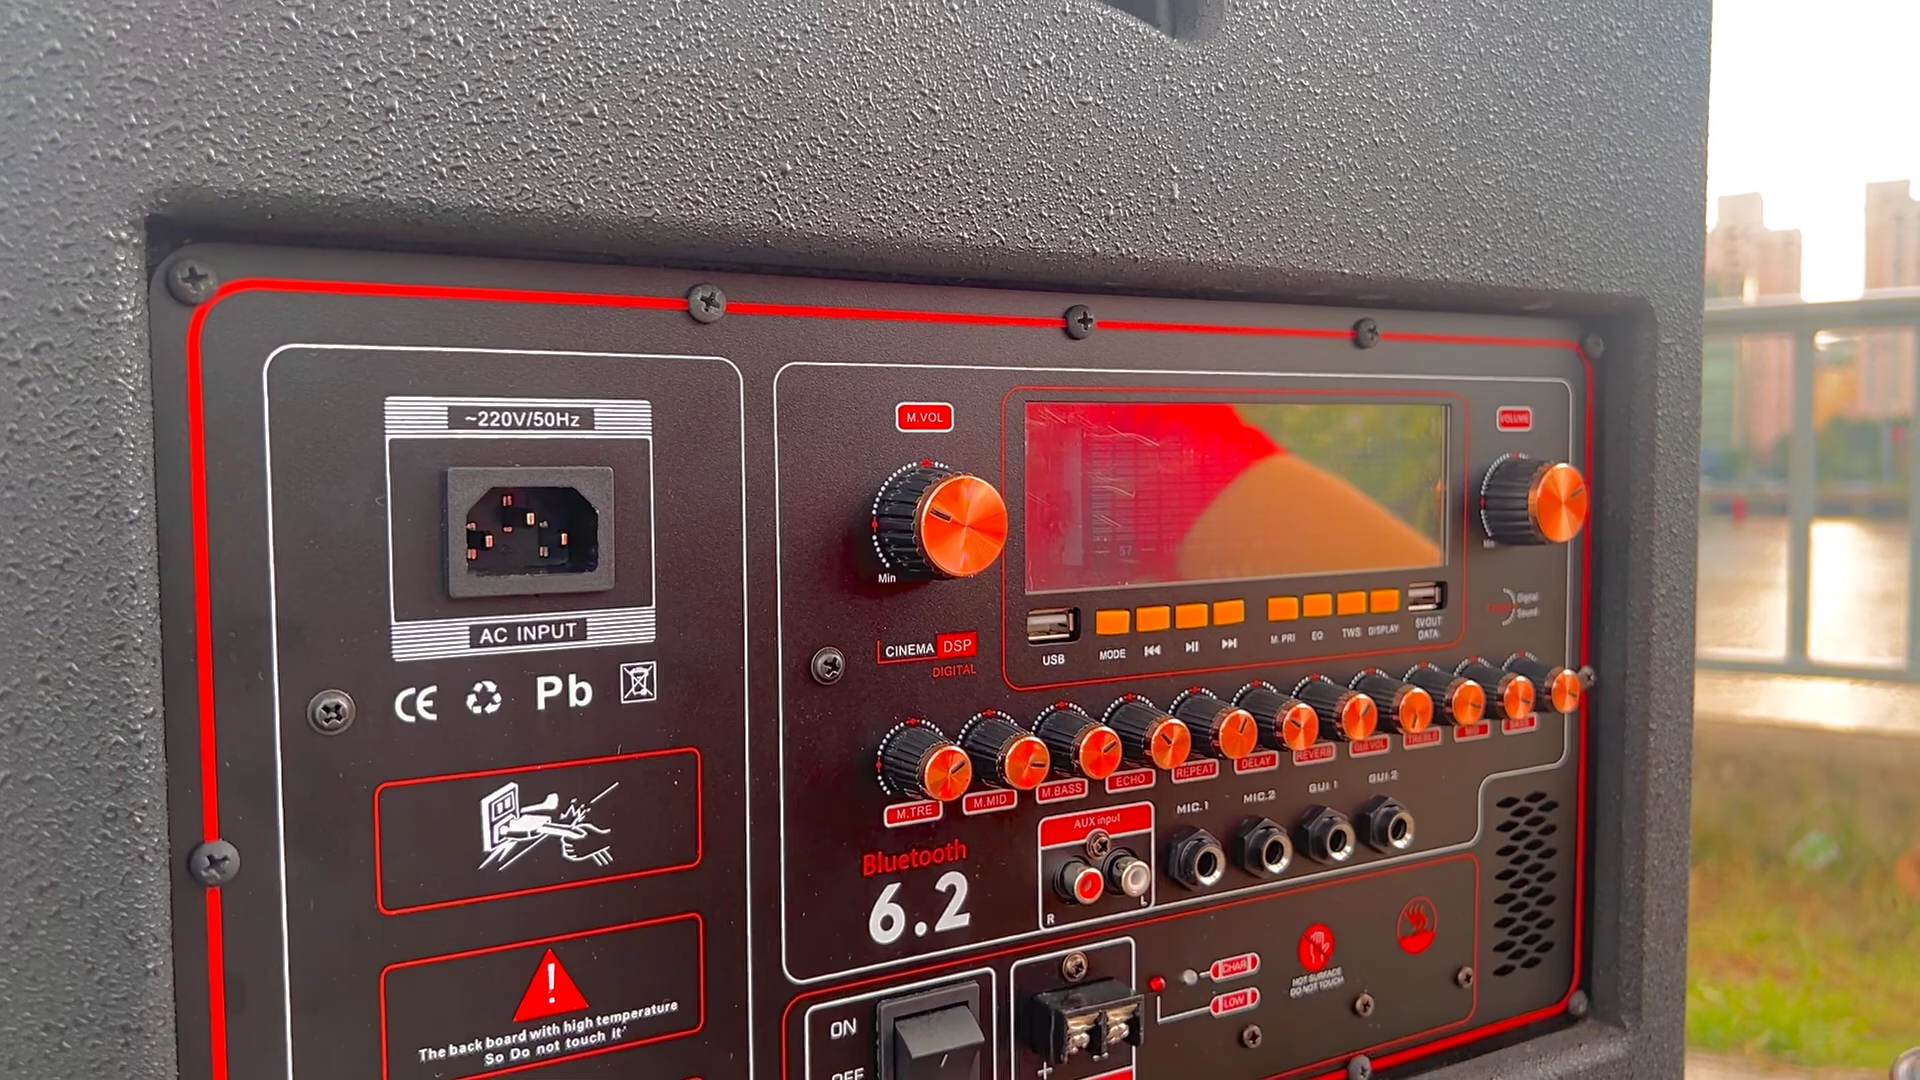 ~220V/50Hz
AC INPUT
CE
Pb
The back board with high temperature
So Do not touch it
M.VOL
Min
VOLUME
Min
57
CINEMA DSP
DIGITAL
Digital
Sound
USB
MODE
M. PRI
EQ
TWS
DISPLAY
5VOUT
DATA
M.TRE
M.MID
M.BASS
ECHO
REPEAT
DELAY
REVERB
GUI.VOL
TREBLE
MID
BASS
Bluetooth
6.2
AUX input
R
L
MIC.1
MIC.2
GUI 1
GUI 2
ON
OFF
+
CHAR
LOW
HOT SURFACE
DO NOT TOUCH